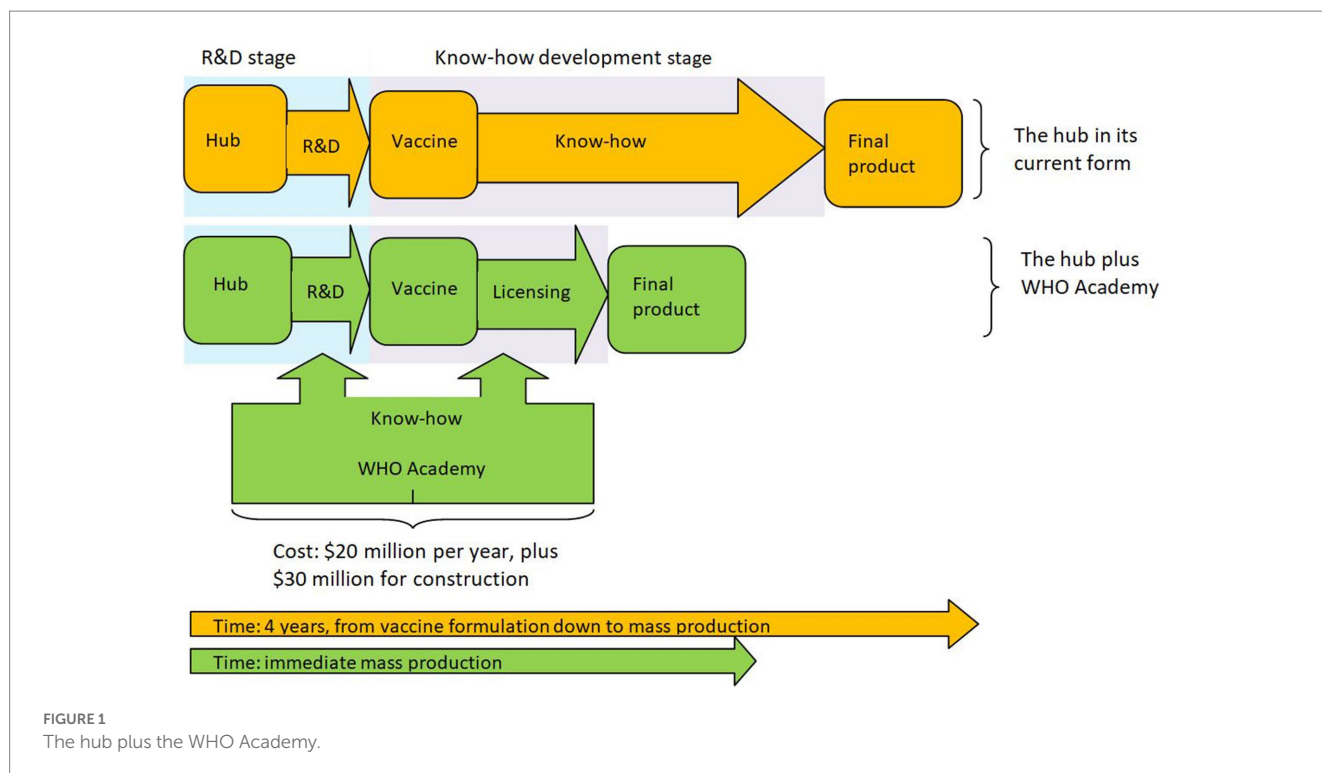 R&D stage
Know-how development stage
Hub
R&D
Vaccine
Know-how
Final
product
The hub in its
current form
Hub
R&D
Vaccine
Licensing
Final
product
The hub plus
WHO Academy
Know-how
WHO Academy
Cost: $20 million per year, plus
$30 million for construction
Time: 4 years, from vaccine formulation down to mass production
Time: immediate mass production
FIGURE 1
The hub plus the WHO Academy.